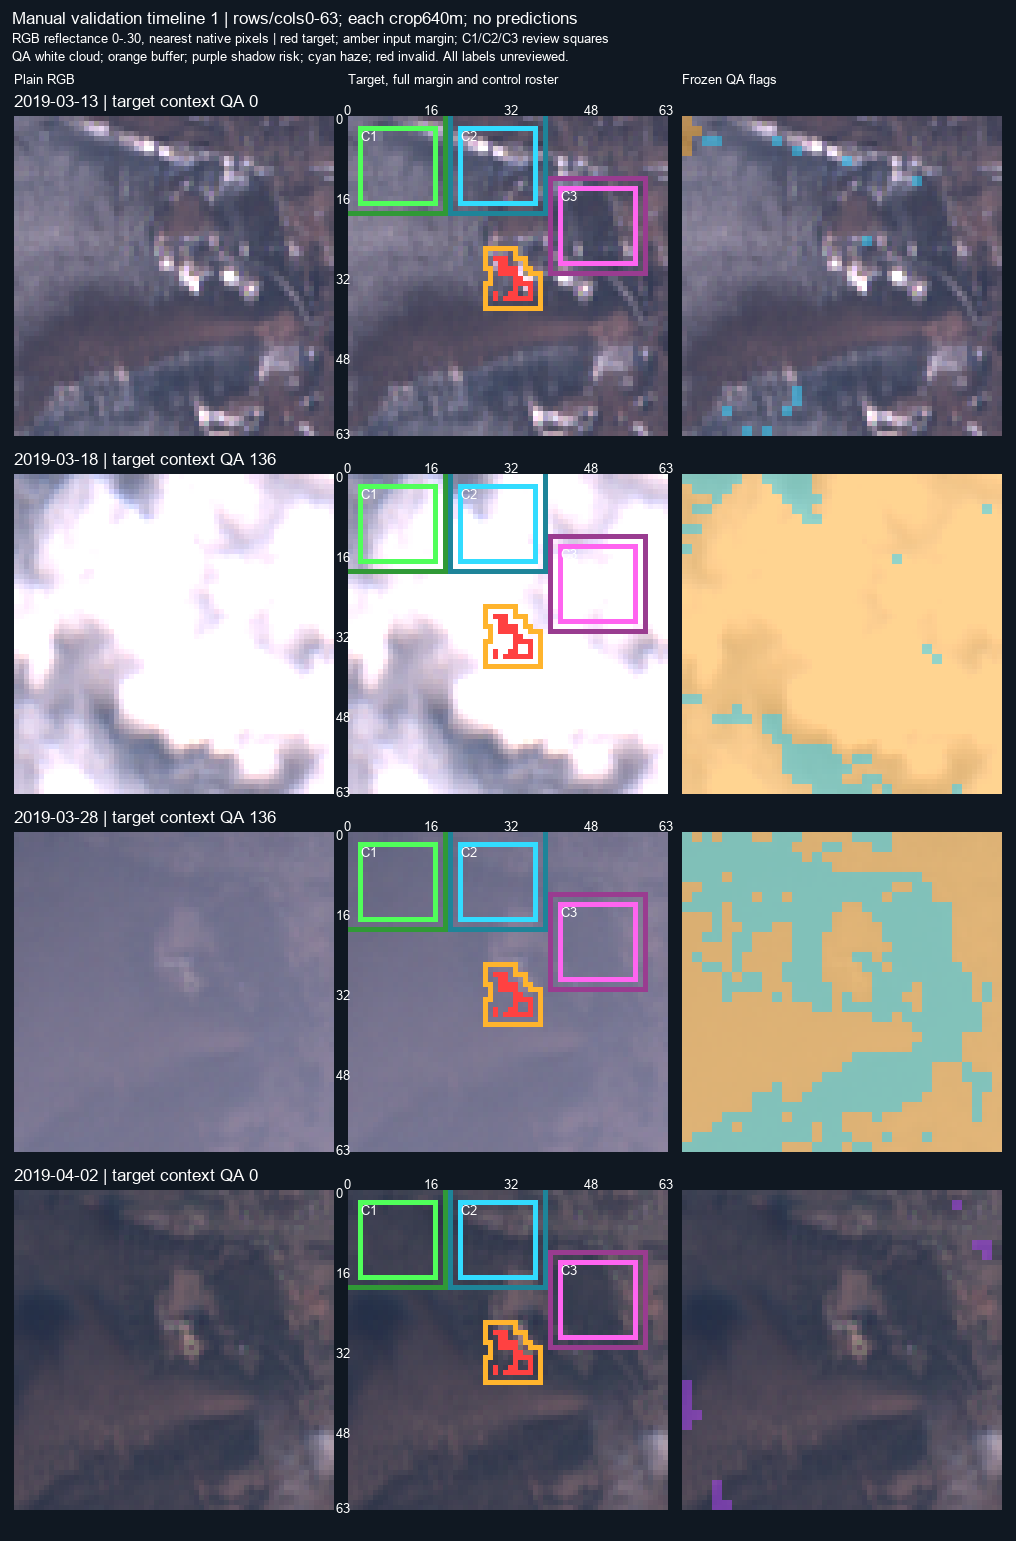 Manual validation timeline 1 | rows/cols0-63; each crop640m; no predictions
RGB reflectance 0-.30, nearest native pixels | red target; amber input margin; C1/C2/C3 review squares
QA white cloud; orange buffer; purple shadow risk; cyan haze; red invalid. All labels unreviewed.
Plain RGB
Target, full margin and control roster
Frozen QA flags
2019-03-13 | target context QA 0
0 16 32 48 63
0
C1 C2
C3
16
32
48
63
2019-03-18 | target context QA 136
0 16 32 48 63
0
C1 C2
C3
16
32
48
63
2019-03-28 | target context QA 136
0 16 32 48 63
0
C1 C2
C3
16
32
48
63
2019-04-02 | target context QA 0
0 16 32 48 63
0
C1 C2
C3
16
32
48
63